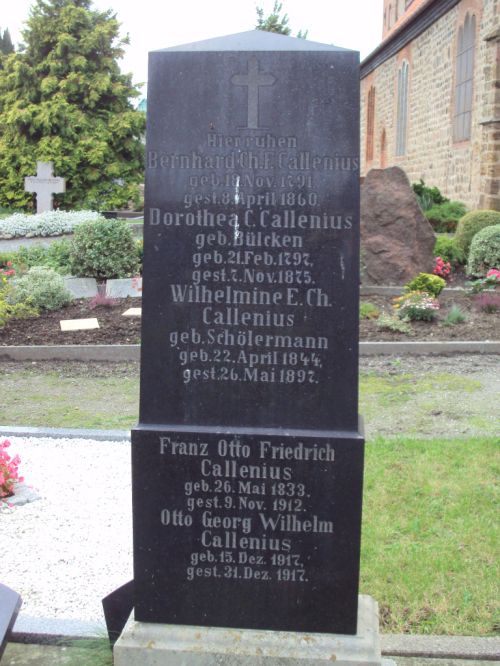 Hier ruhen
Bernhard Ch. F. Callenius
geb. 18. Nov. 1791,
gest. 8. April 1860.
Dorothea C. Callenius
geb. Bülcken
geb. 21. Feb. 1797,
gest. 7. Nov. 1875.
Wilhelmine E. Ch.
Callenius
geb. Schölermann
geb. 22. April 1844,
gest. 26. Mai 1897.
Franz Otto Friedrich
Callenius
geb. 26. Mai 1833,
gest. 9. Nov. 1912.
Otto Georg Wilhelm
Callenius
geb. 15. Dez. 1917,
gest. 31. Dez. 1917.